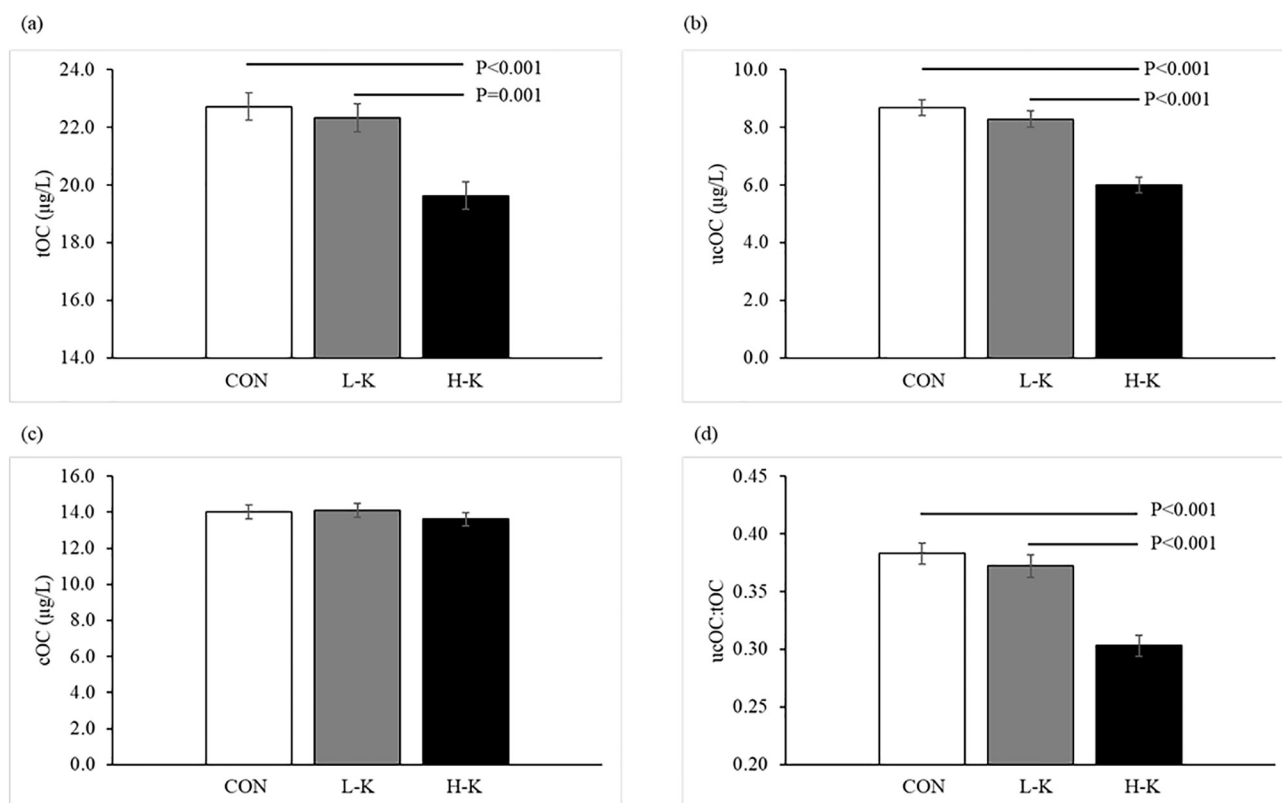 (a)
P<0.001
P=0.001
tOC (µg/L)
24.0
22.0
20.0
18.0
16.0
14.0
CON L-K H-K
(b)
P<0.001
P<0.001
ucOC (µg/L)
10.0
8.0
6.0
4.0
2.0
0.0
CON L-K H-K
(c)
cOC (µg/L)
16.0
14.0
12.0
10.0
8.0
6.0
4.0
2.0
0.0
CON L-K H-K
(d)
P<0.001
P<0.001
ucOC:tOC
0.45
0.40
0.35
0.30
0.25
0.20
CON L-K H-K